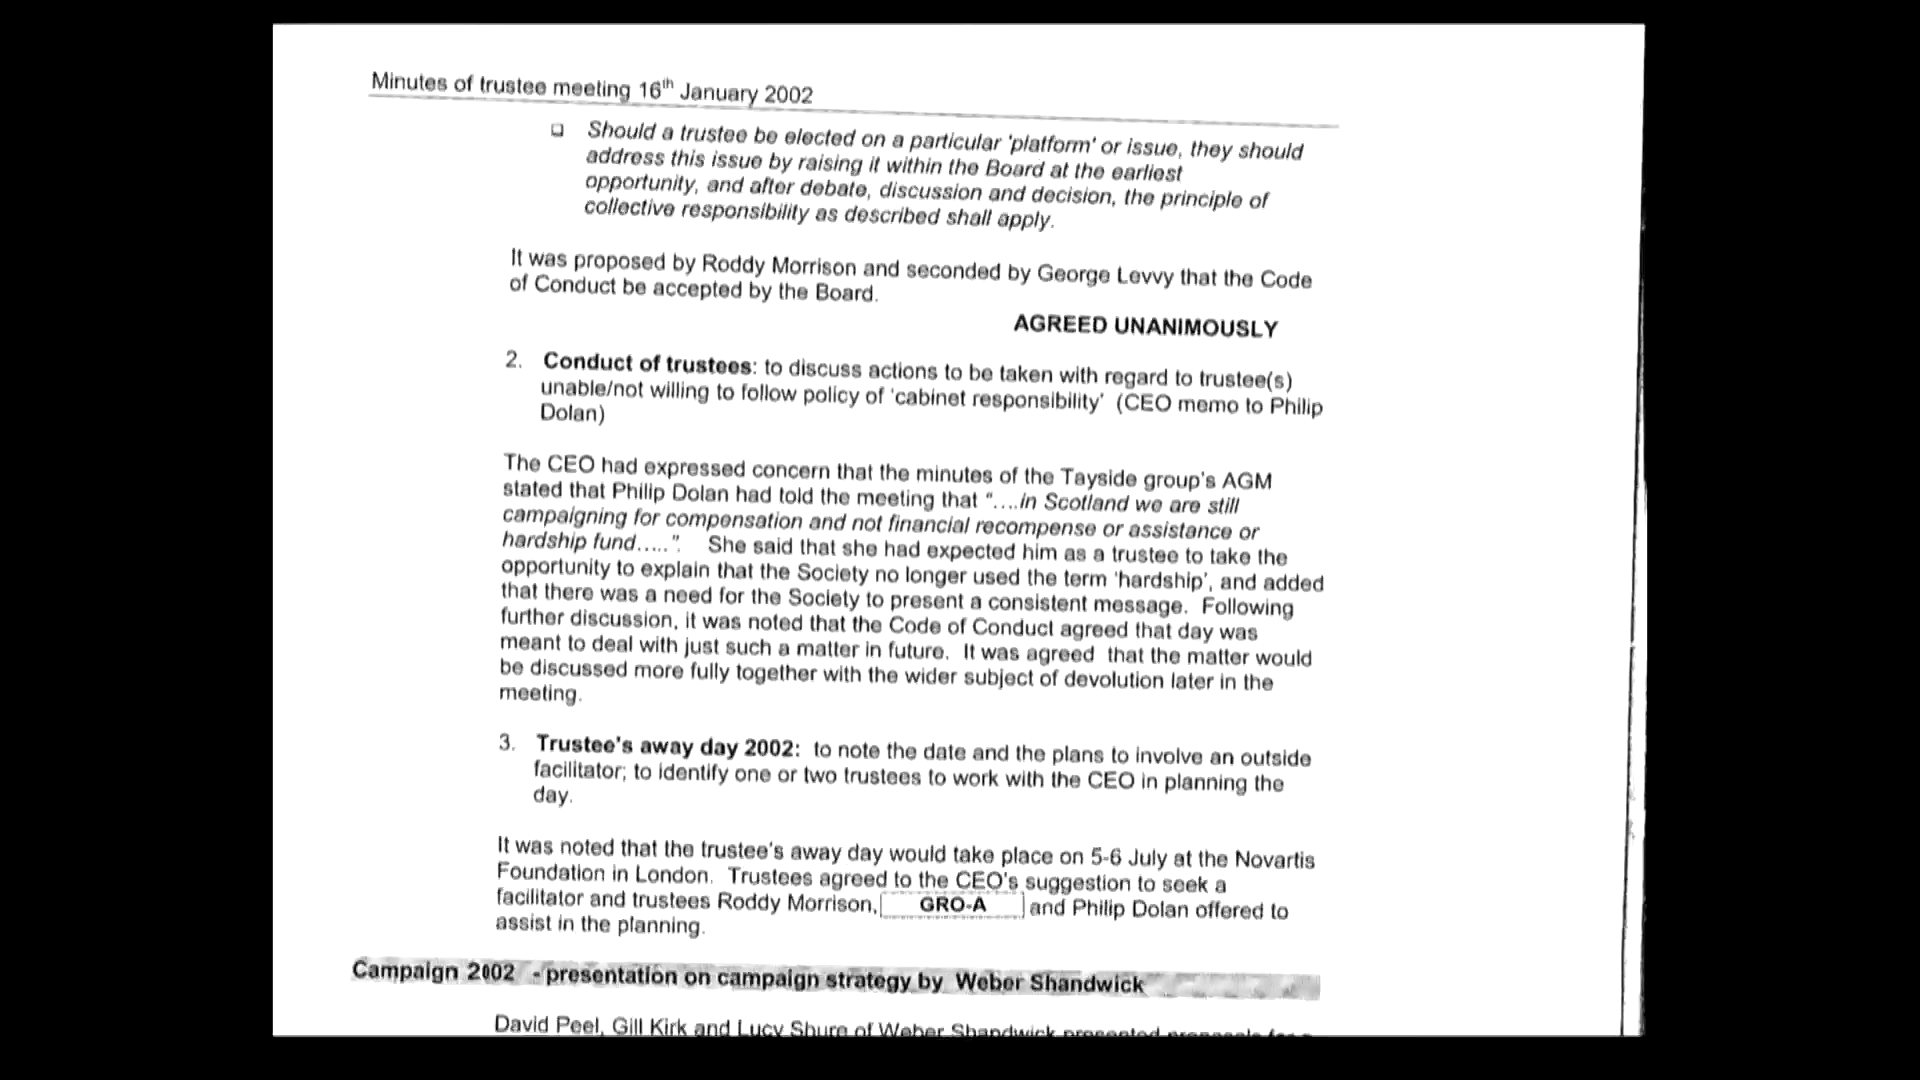 Minutes of trustee meeting 16th January 2002
❑ Should a trustee be elected on a particular 'platform' or issue, they should
address this issue by raising it within the Board at the earliest
opportunity, and after debate, discussion and decision, the principle of
collective responsibility as described shall apply.
It was proposed by Roddy Morrison and seconded by George Levvy that the Code
of Conduct be accepted by the Board.
AGREED UNANIMOUSLY
2. Conduct of trustees: to discuss actions to be taken with regard to trustee(s)
unable/not willing to follow policy of 'cabinet responsibility' (CEO memo to Philip
Dolan)
The CEO had expressed concern that the minutes of the Tayside group's AGM
stated that Philip Dolan had told the meeting that "....in Scotland we are still
campaigning for compensation and not financial recompense or assistance or
hardship fund.....". She said that she had expected him as a trustee to take the
opportunity to explain that the Society no longer used the term 'hardship', and added
that there was a need for the Society to present a consistent message. Following
further discussion, it was noted that the Code of Conduct agreed that day was
meant to deal with just such a matter in future. It was agreed that the matter would
be discussed more fully together with the wider subject of devolution later in the
meeting.
3. Trustee's away day 2002: to note the date and the plans to involve an outside
facilitator; to identify one or two trustees to work with the CEO in planning the
day.
It was noted that the trustee's away day would take place on 5-6 July at the Novartis
Foundation in London. Trustees agreed to the CEO's suggestion to seek a
facilitator and trustees Roddy Morrison, GRO-A and Philip Dolan offered to
assist in the planning.
Campaign 2002 - presentation on campaign strategy by Weber Shandwick
David Peel, Gill Kirk and Lucy Shure of Weber Shandwick presented proposals for a